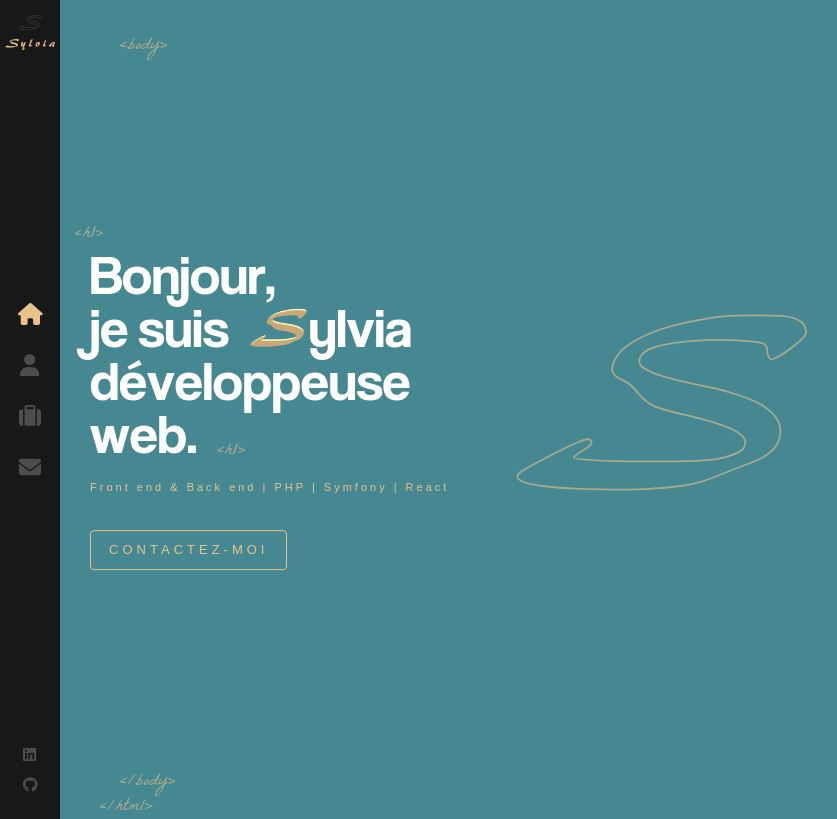 Sylvia
<body>
<h1>
Bonjour,
je suis Sylvia
développeuse
web. <h1>
Front end & Back end | PHP | Symfony | React
CONTACTEZ-MOI
S
</body>
</html>